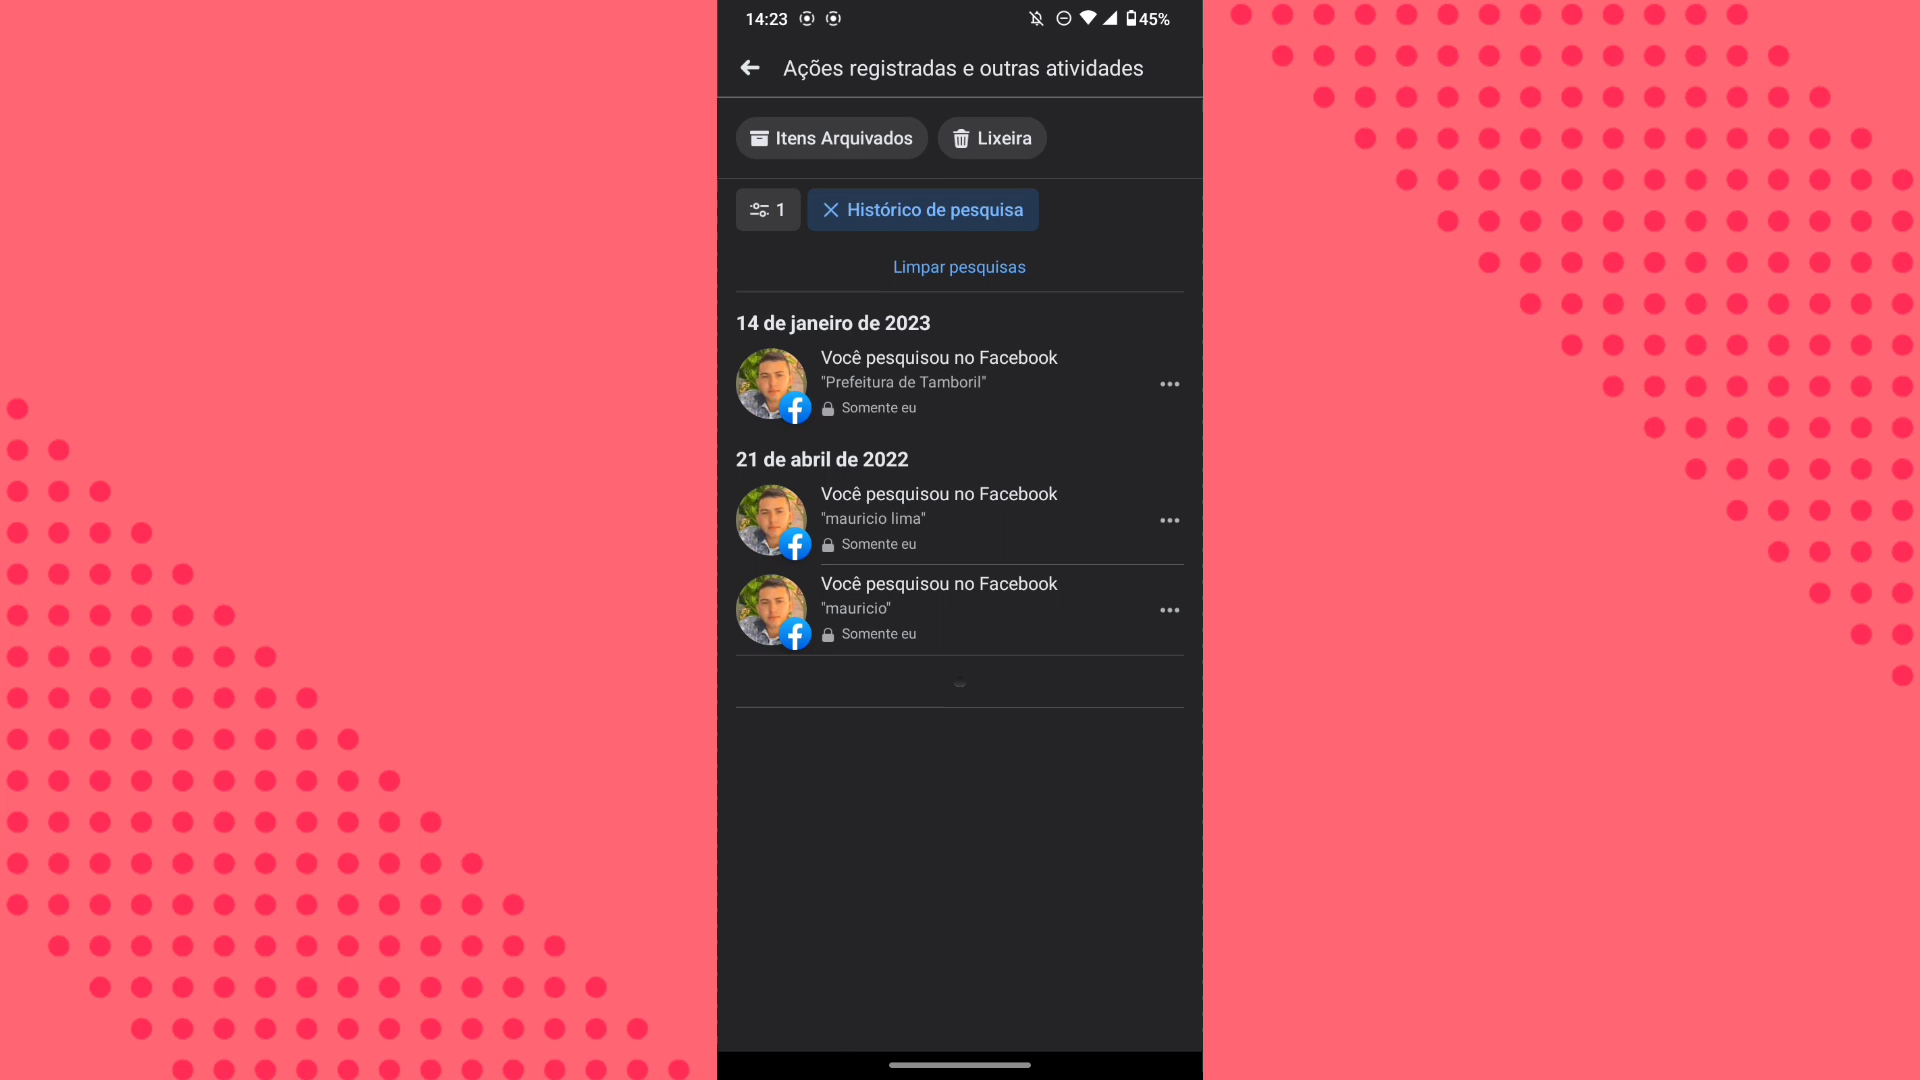 14:23 45%
Ações registradas e outras atividades
Itens Arquivados Lixeira
1 Histórico de pesquisa
Limpar pesquisas
14 de janeiro de 2023
Você pesquisou no Facebook
"Prefeitura de Tamboril"
Somente eu
21 de abril de 2022
Você pesquisou no Facebook
"mauricio lima"
Somente eu
Você pesquisou no Facebook
"mauricio"
Somente eu